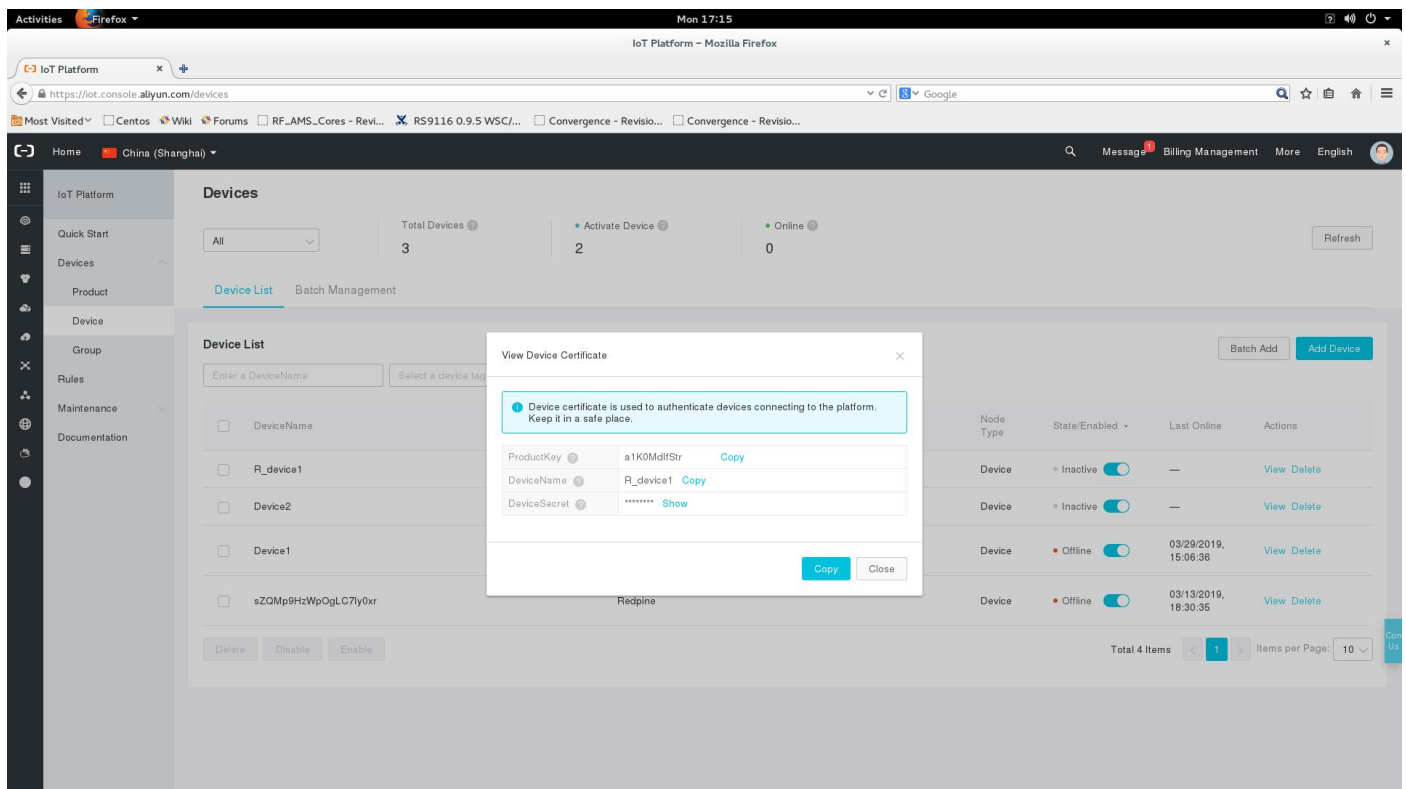 Activities Firefox Mon 17:15
IoT Platform – Mozilla Firefox
IoT Platform
https://iot.console.aliyun.com/devices Google
Most Visited Centos Wiki Forums RF_AMS_Cores - Revi... RS9116 0.9.5 WSC/... Convergence - Revisio... Convergence - Revisio...
Home China (Shanghai) Message 1 Billing Management More English
IoT Platform
Quick Start
Devices
Product
Device
Group
Rules
Maintenance
Documentation
Devices
All
Total Devices
3
Activate Device
2
Online
0
Refresh
Device List Batch Management
Device List
Batch Add Add Device
Enter a DeviceName Select a device tag
DeviceName Node Type State/Enabled Last Online Actions
R_device1 Device Inactive — View Delete
Device2 Device Inactive — View Delete
Device1 Device Offline 03/29/2019, 15:06:36 View Delete
sZQMp9HzWpOgLC7Iy0xr Redpine Device Offline 03/13/2019, 18:30:35 View Delete
Delete Disable Enable Total 4 Items 1 Items per Page: 10
Con
Us
View Device Certificate
Device certificate is used to authenticate devices connecting to the platform.
Keep it in a safe place.
ProductKey a1K0MdIfStr Copy
DeviceName R_device1 Copy
DeviceSecret ******** Show
Copy Close